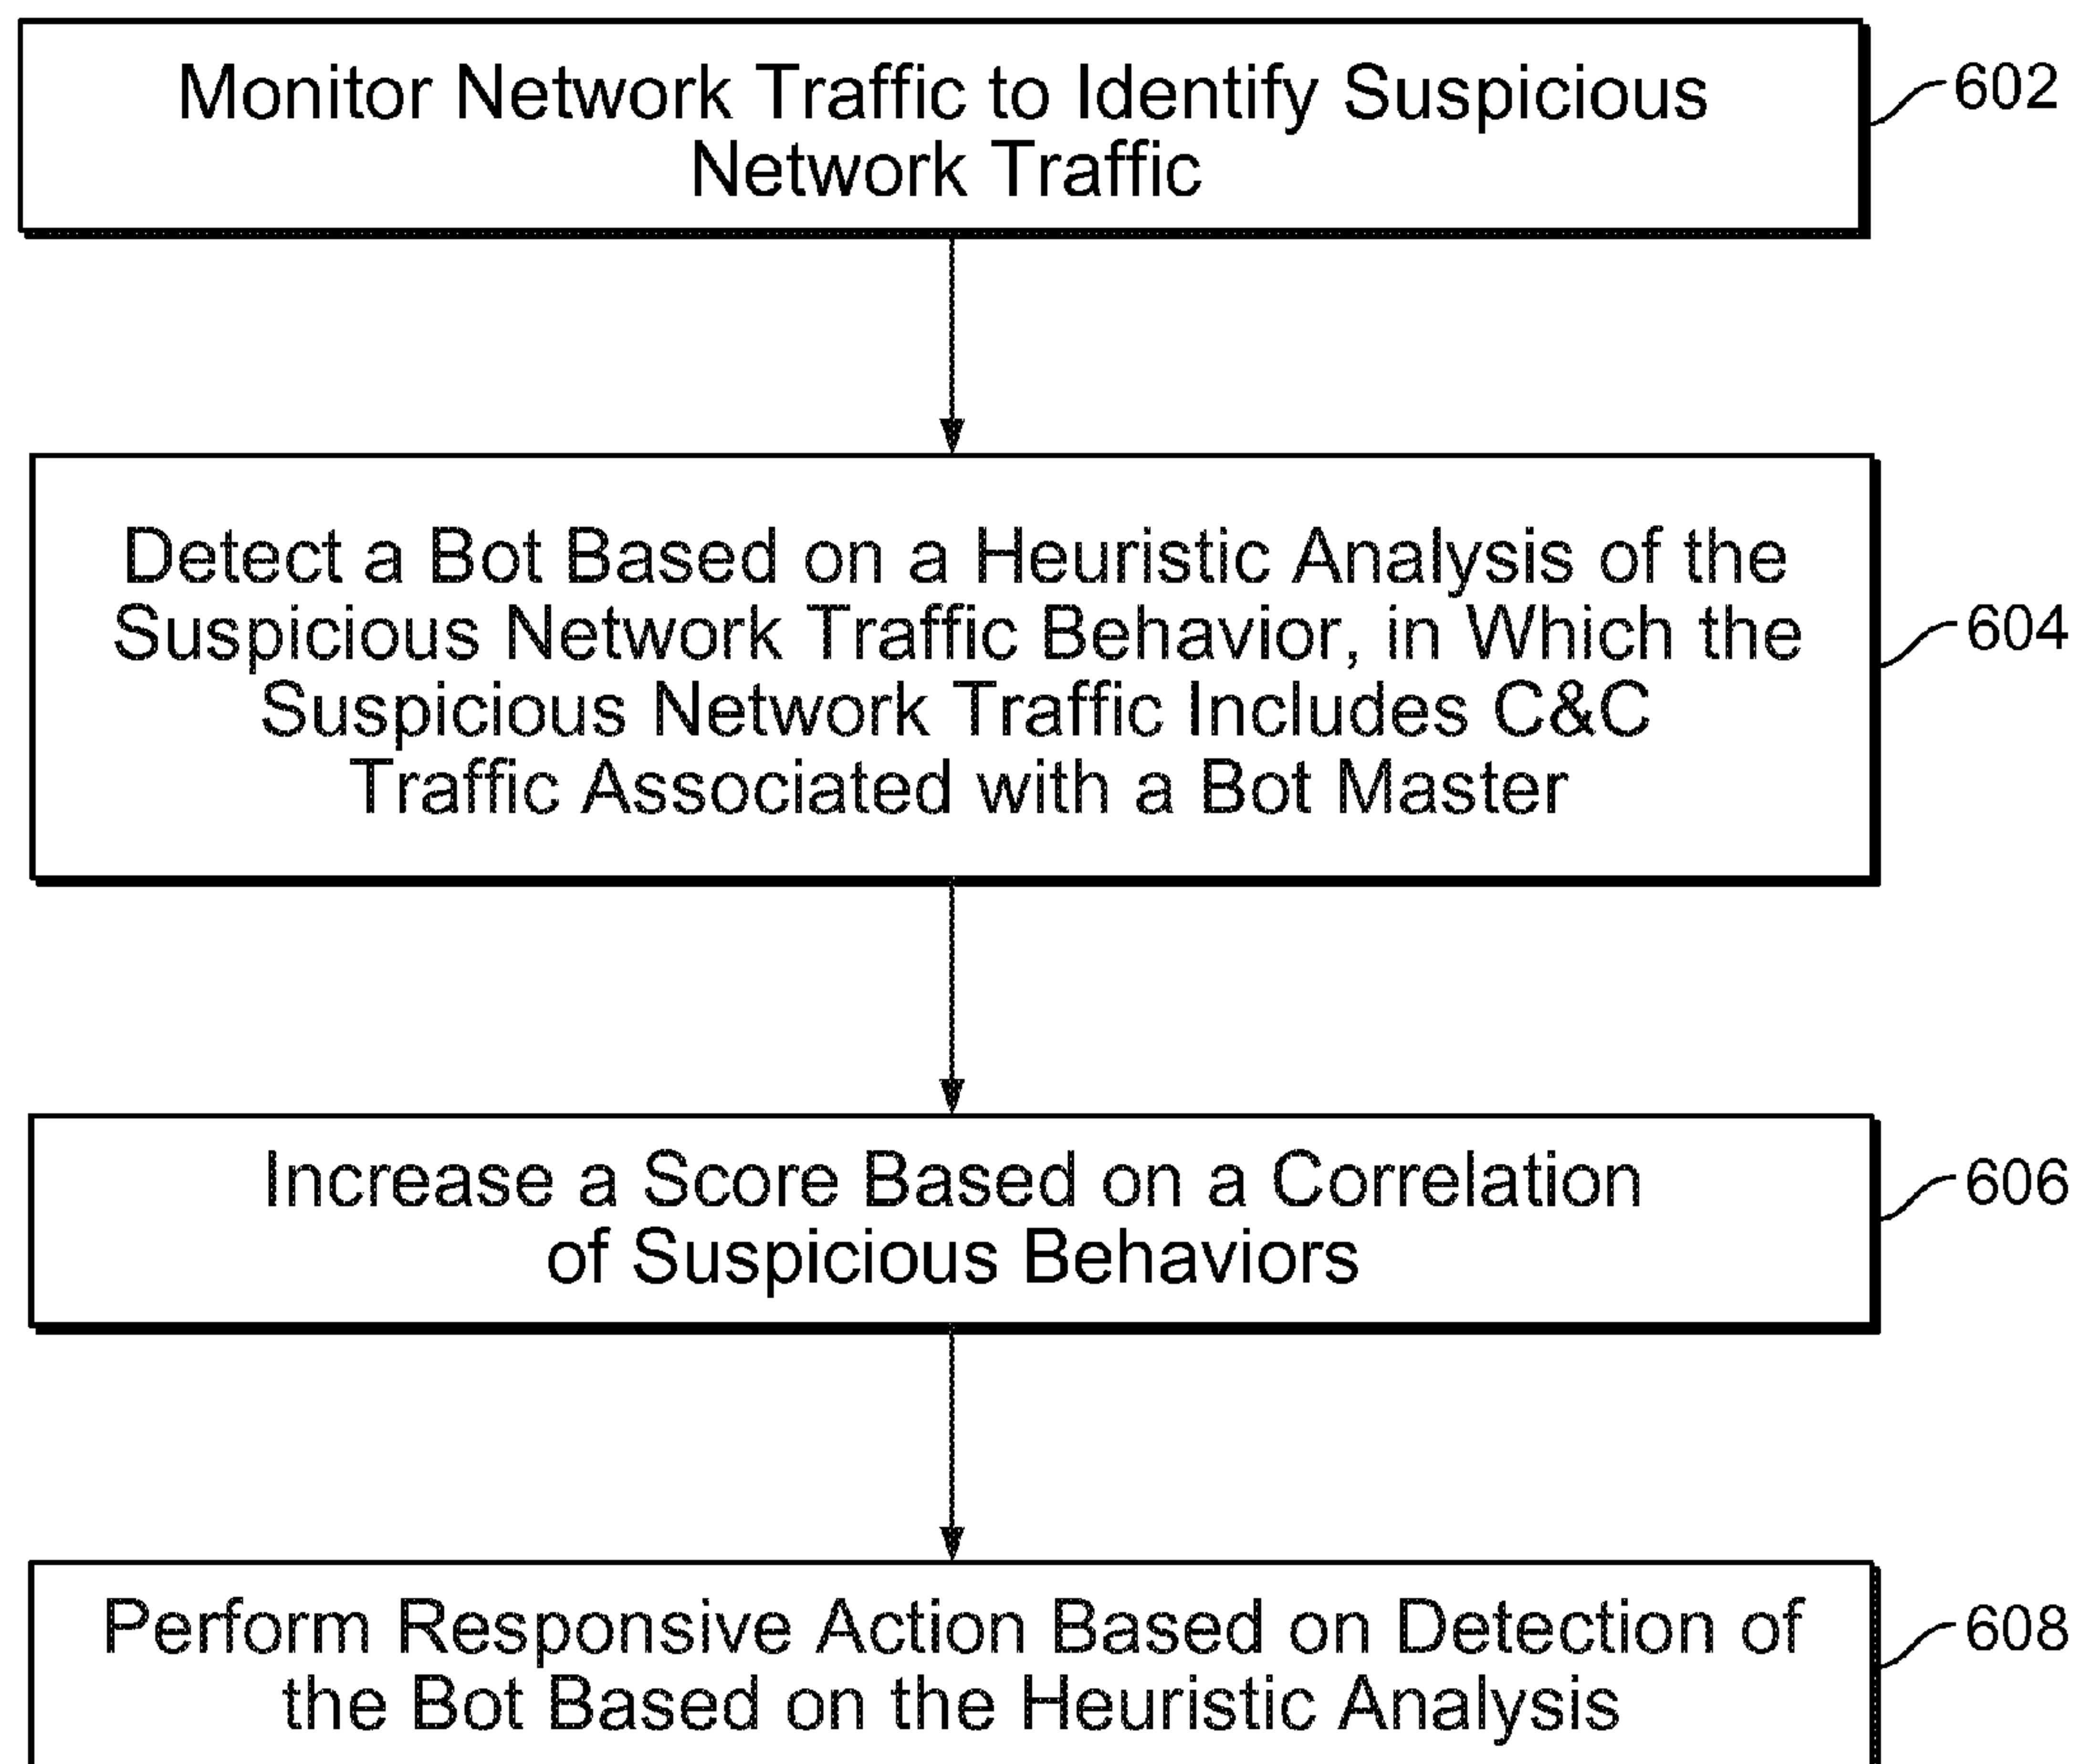 Monitor Network Traffic to Identify Suspicious
Network Traffic
602
Detect a Bot Based on a Heuristic Analysis of the
Suspicious Network Traffic Behavior, in Which the
Suspicious Network Traffic Includes C&C
Traffic Associated with a Bot Master
604
Increase a Score Based on a Correlation
of Suspicious Behaviors
606
Perform Responsive Action Based on Detection of
the Bot Based on the Heuristic Analysis
608